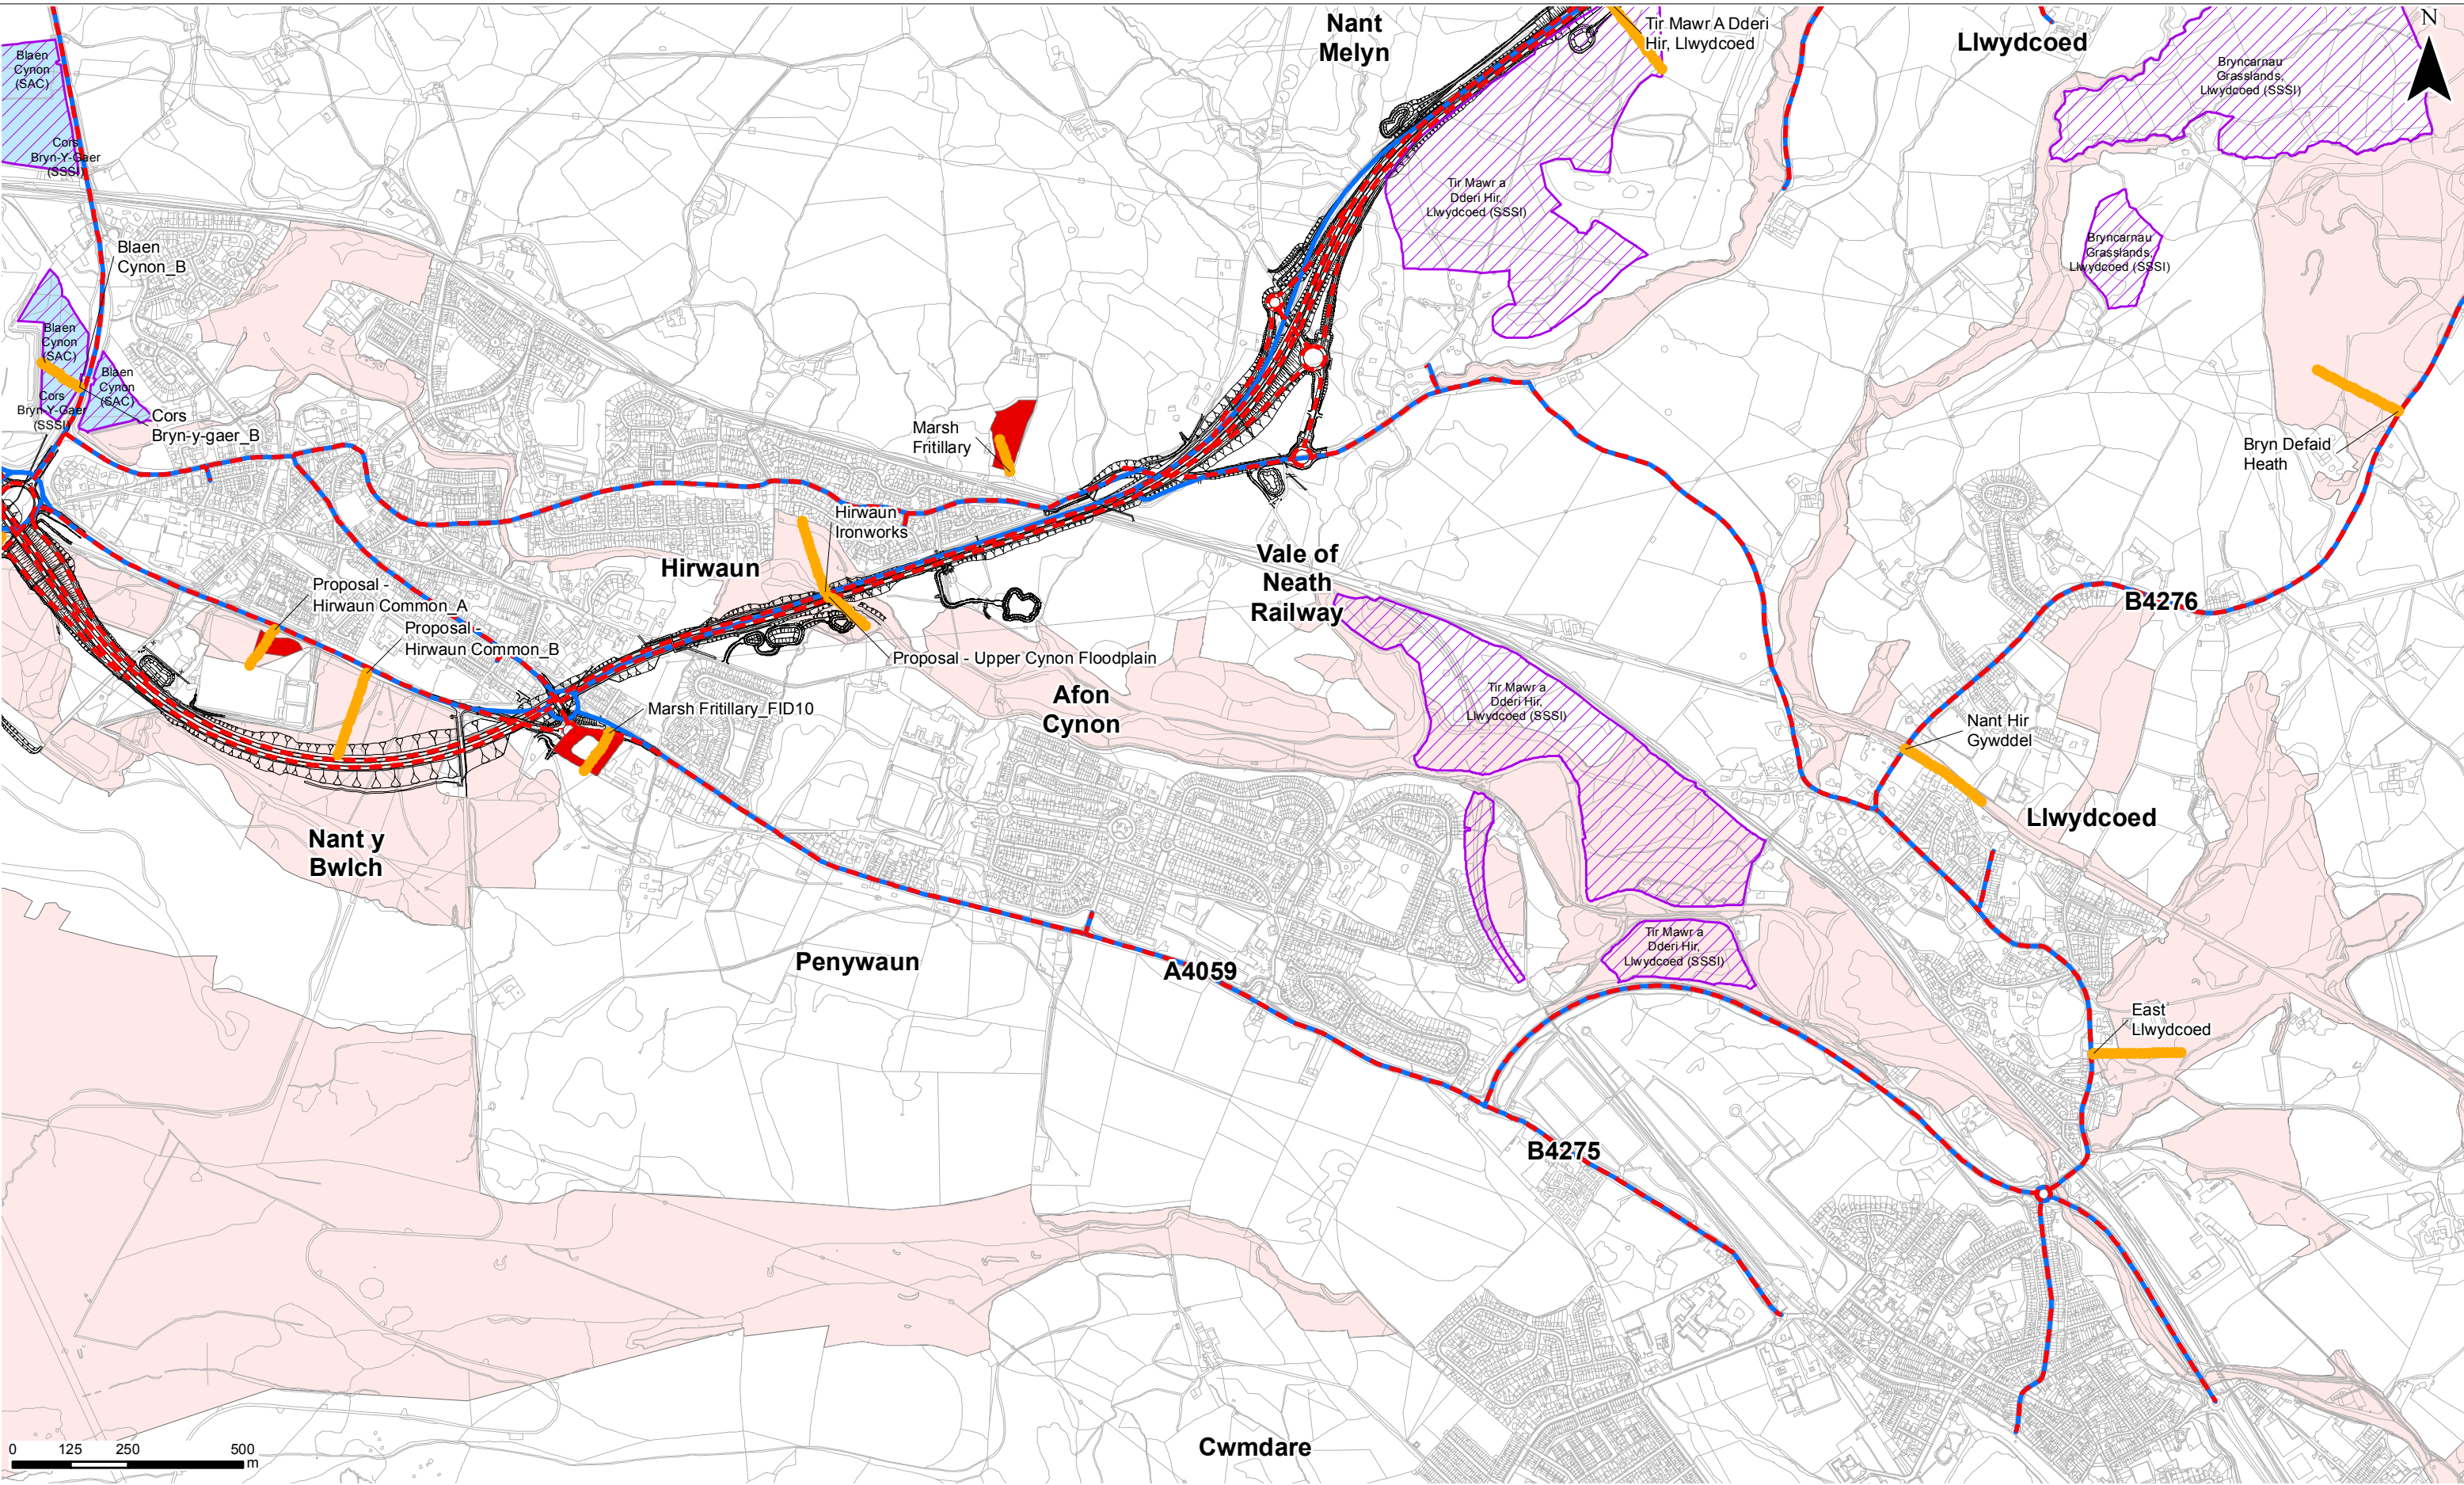 Nant
Melyn
Tir Mawr A Dderi
Hir, Llwydcoed
Llwydcoed
N
Blaen
Cynon
(SAC)
Bryncarnau
Grasslands,
Llwydcoed (SSSI)
Cors
Bryn-Y-Gaer
(SSSI)
Tir Mawr a
Dderi Hir,
Llwydcoed (SSSI)
Bryncarnau
Grasslands,
Llwydcoed (SSSI)
Blaen
Cynon_B
Blaen
Cynon
(SAC)
Blaen
Cynon
(SAC)
Cors
Bryn-Y-Gaer
(SSSI)
Cors
Bryn-y-gaer_B
Marsh
Fritillary
Bryn Defaid
Heath
Hirwaun
Ironworks
Hirwaun
Vale of
Neath
Railway
Proposal -
Hirwaun Common_A
Proposal -
Hirwaun Common_B
B4276
Proposal - Upper Cynon Floodplain
Afon
Cynon
Tir Mawr a
Dderi Hir,
Llwydcoed (SSSI)
Marsh Fritillary_FID10
Nant Hir
Gywddel
Llwydcoed
Nant y
Bwlch
Penywaun
A4059
Tir Mawr a
Dderi Hir,
Llwydcoed (SSSI)
East
Llwydcoed
B4275
Cwmdare
0 125 250 500
m